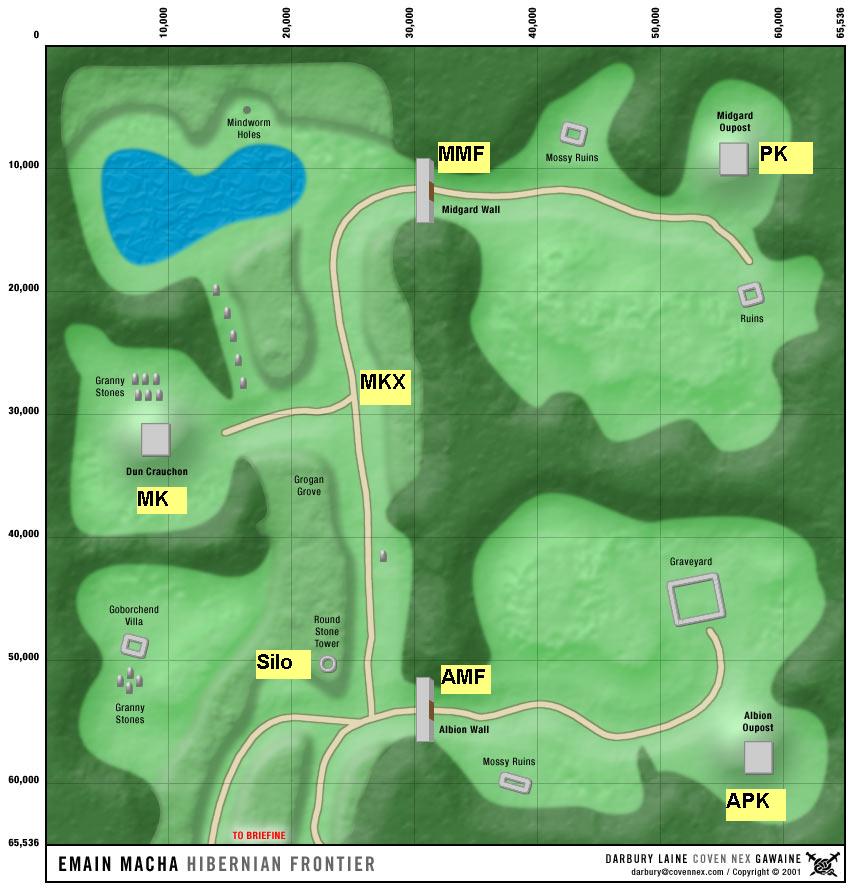 0
10,000
20,000
30,000
40,000
50,000
60,000
65,536
Mindworm
Holes
MMF
Mossy Ruins
Midgard
Oupost
PK
10,000
Midgard Wall
20,000
Ruins
Granny
Stones
MKX
30,000
Dun Crauchon
MK
Grogan
Grove
40,000
Graveyard
Goborchend
Villa
Round
Stone
Tower
50,000
Silo
AMF
Granny
Stones
Albion Wall
Albion
Oupost
60,000
Mossy Ruins
APK
65,536
TO BRIEFINE
EMAIN MACHA HIBERNIAN FRONTIER
DARBURY LAINE COVEN NEX GAWAINE
darbury@covennex.com / Copyright © 2001